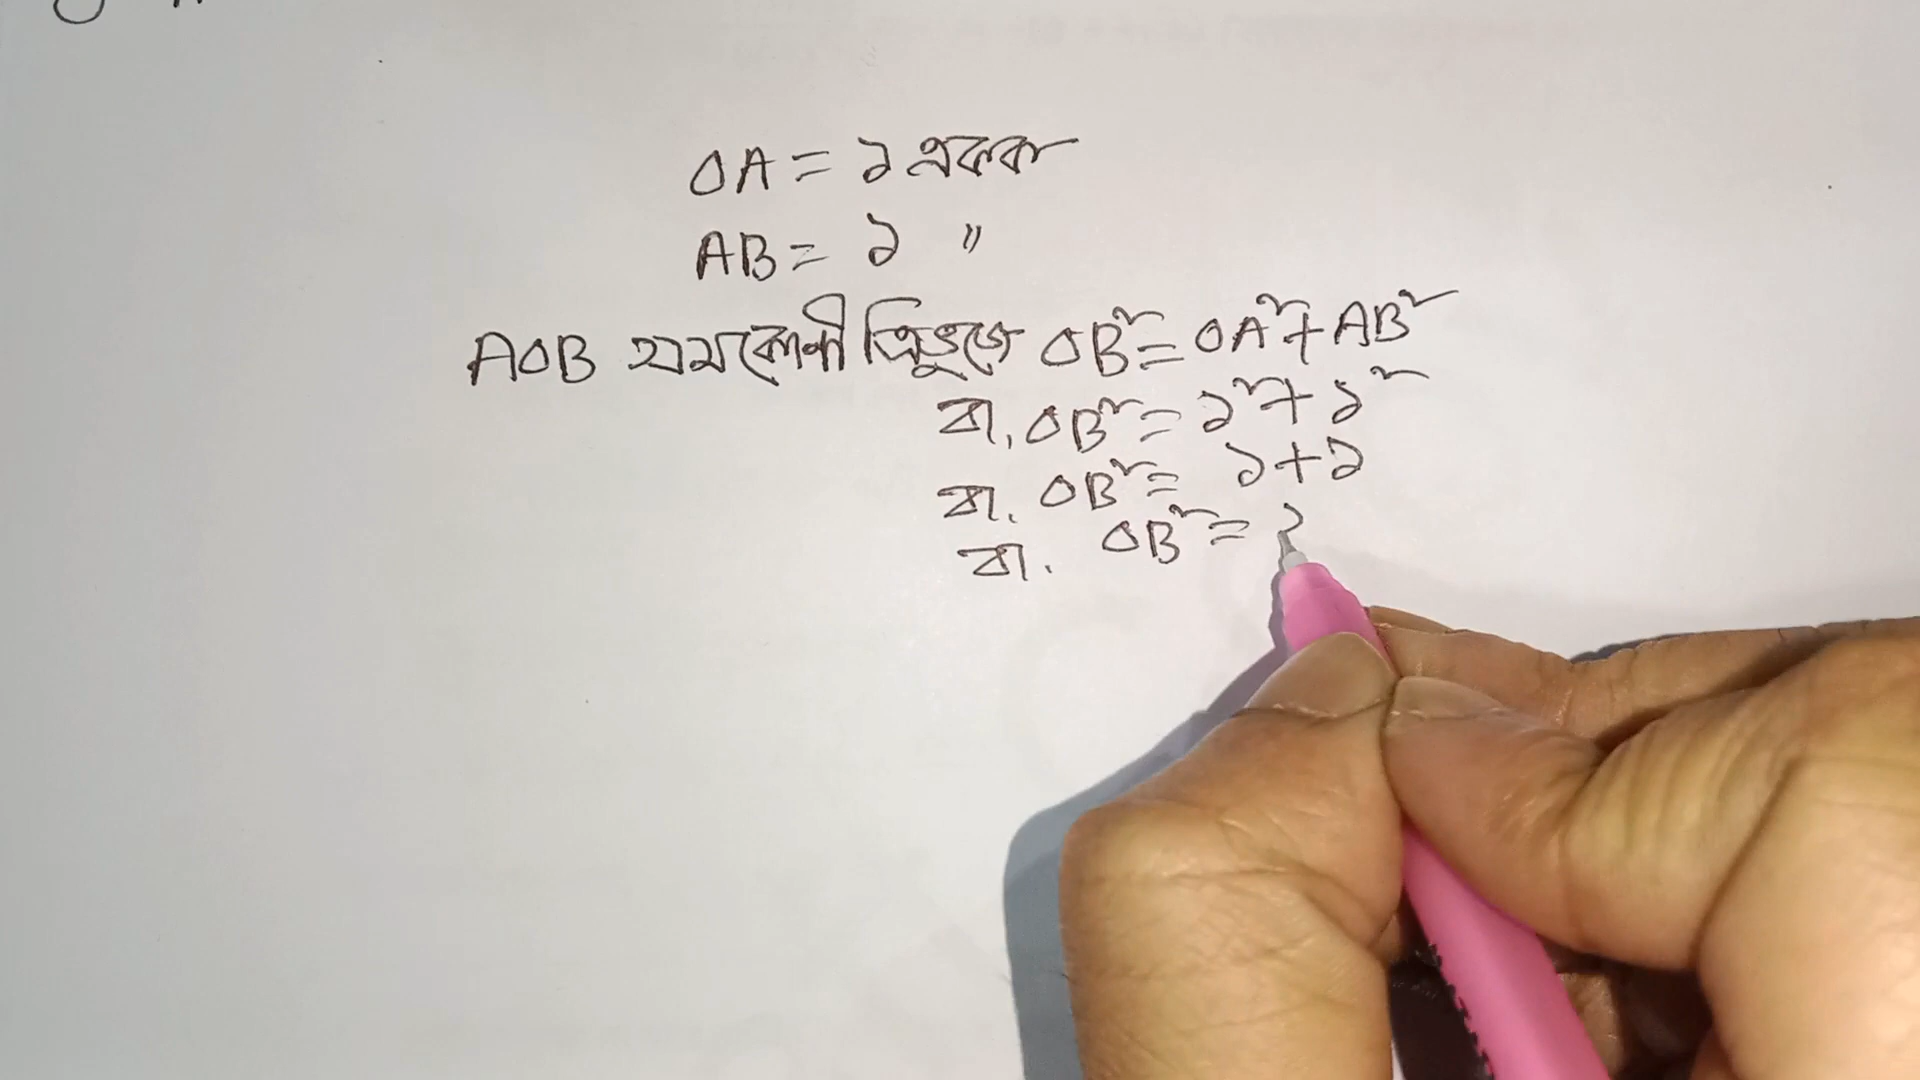 OA = ১ একক
AB = ১ "
AOB সমকোণী ত্রিভুজে OB² = OA² + AB²
বা, OB² = ১² + ১²
বা, OB² = ১+১
বা, OB² = ২